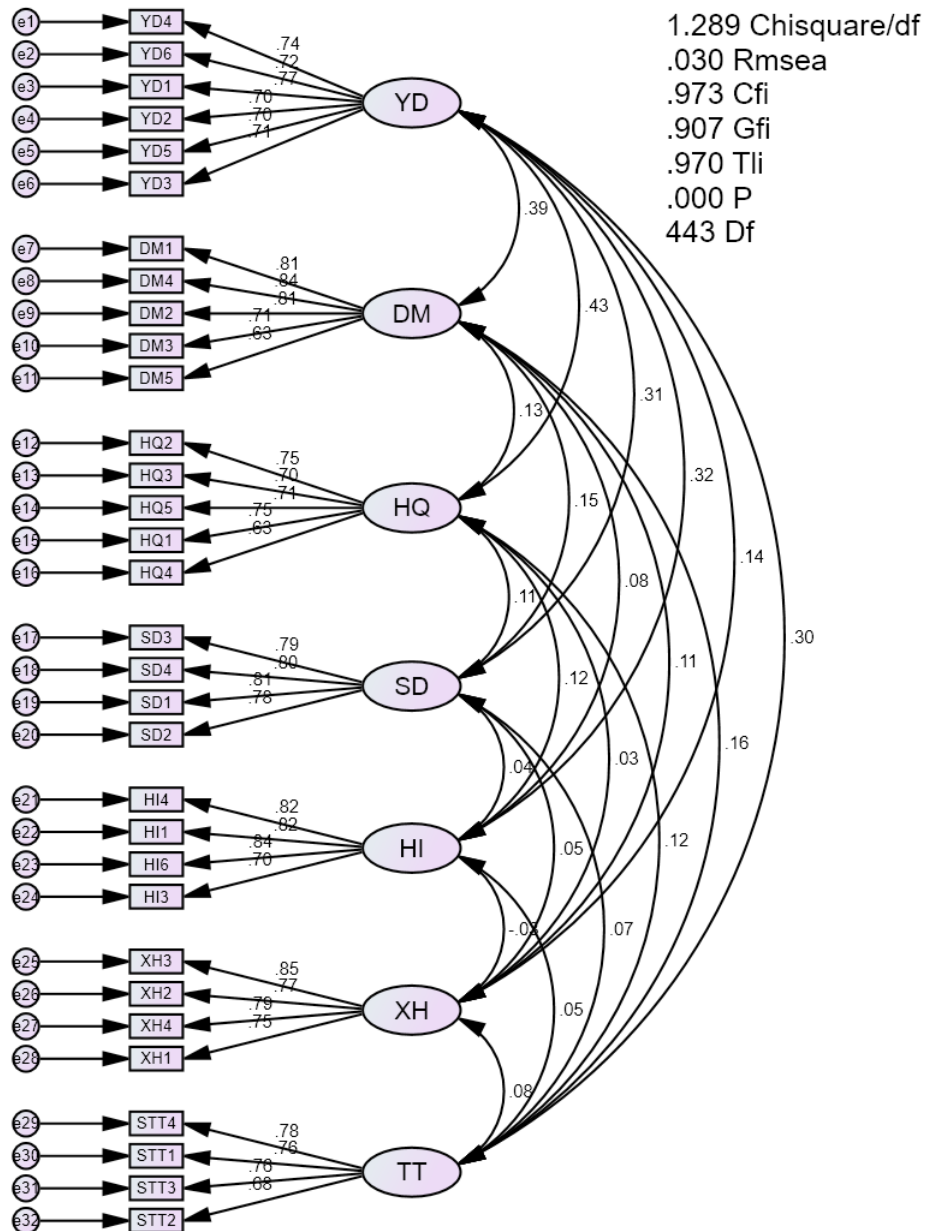 1.289 Chisquare/df
.030 Rmsea
.973 Cfi
.907 Gfi
.970 Tli
.000 P
443 Df
e1 YD4 .74
e2 YD6 .72
e3 YD1 .77
e4 YD2 .70
e5 YD5 .70
e6 YD3 .71
YD
.39
e7 DM1 .81
e8 DM4 .84
e9 DM2 .81
e10 DM3 .71
e11 DM5 .63
DM
.43
.31
.13
e12 HQ2 .75
e13 HQ3 .70
e14 HQ5 .71
e15 HQ1 .75
e16 HQ4 .63
HQ
.32
.15
.14
.08
.11
e17 SD3 .79
e18 SD4 .80
e19 SD1 .81
e20 SD2 .78
SD
.30
.11
.12
.16
.03
.04
e21 HI4 .82
e22 HI1 .82
e23 HI6 .84
e24 HI3 .70
HI
.12
.05
.07
e25 XH3 .85
e26 XH2 .77
e27 XH4 .79
e28 XH1 .75
XH
.05
.08
e29 STT4 .78
e30 STT1 .76
e31 STT3
e32 STT2 .68
TT